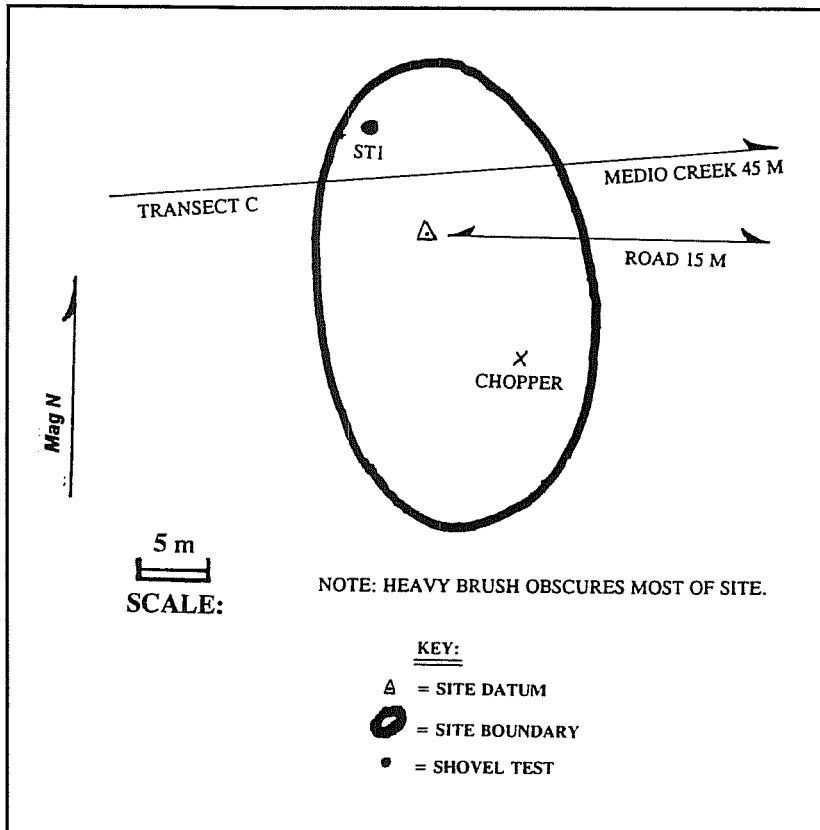 ST1
MEDIO CREEK 45 M
TRANSECT C
ROAD 15 M
CHOPPER
Mag N
5 m
SCALE:
NOTE: HEAVY BRUSH OBSCURES MOST OF SITE.
KEY:
= SITE DATUM
= SITE BOUNDARY
= SHOVEL TEST